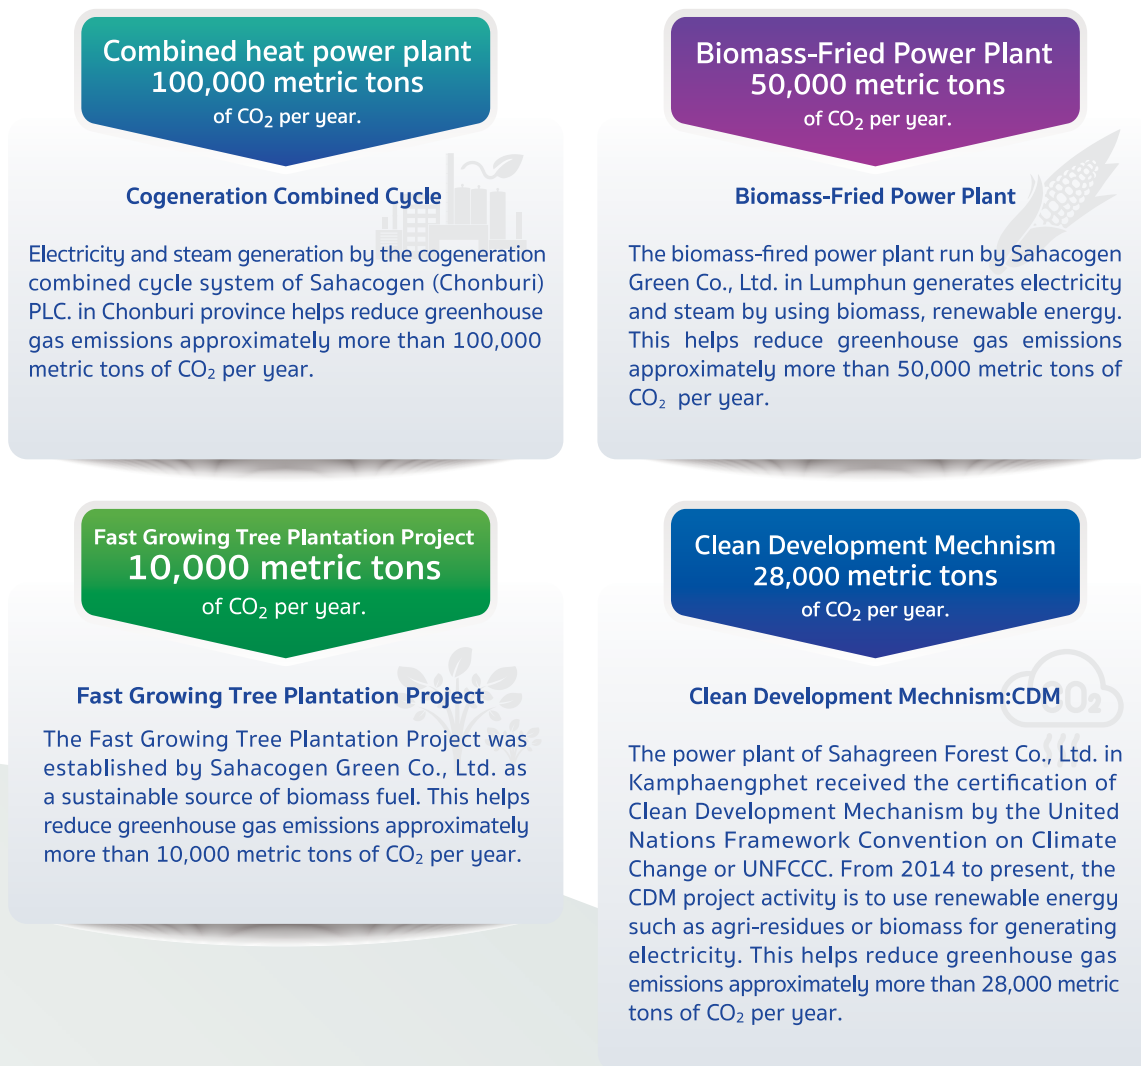 Combined heat power plant
100,000 metric tons
of CO2 per year.
Cogeneration Combined Cycle
Electricity and steam generation by the cogeneration
combined cycle system of Sahacogen (Chonburi)
PLC. in Chonburi province helps reduce greenhouse
gas emissions approximately more than 100,000
metric tons of CO2 per year.
Biomass-Fried Power Plant
50,000 metric tons
of CO2 per year.
Biomass-Fried Power Plant
The biomass-fired power plant run by Sahacogen
Green Co., Ltd. in Lumphun generates electricity
and steam by using biomass, renewable energy.
This helps reduce greenhouse gas emissions
approximately more than 50,000 metric tons of
CO2 per year.
Fast Growing Tree Plantation Project
10,000 metric tons
of CO2 per year.
Fast Growing Tree Plantation Project
The Fast Growing Tree Plantation Project was
established by Sahacogen Green Co., Ltd. as
a sustainable source of biomass fuel. This helps
reduce greenhouse gas emissions approximately
more than 10,000 metric tons of CO2 per year.
Clean Development Mechnism
28,000 metric tons
of CO2 per year.
CO2
Clean Development Mechnism:CDM
The power plant of Sahagreen Forest Co., Ltd. in
Kamphaengphet received the certification of
Clean Development Mechanism by the United
Nations Framework Convention on Climate
Change or UNFCCC. From 2014 to present, the
CDM project activity is to use renewable energy
such as agri-residues or biomass for generating
electricity. This helps reduce greenhouse gas
emissions approximately more than 28,000 metric
tons of CO2 per year.